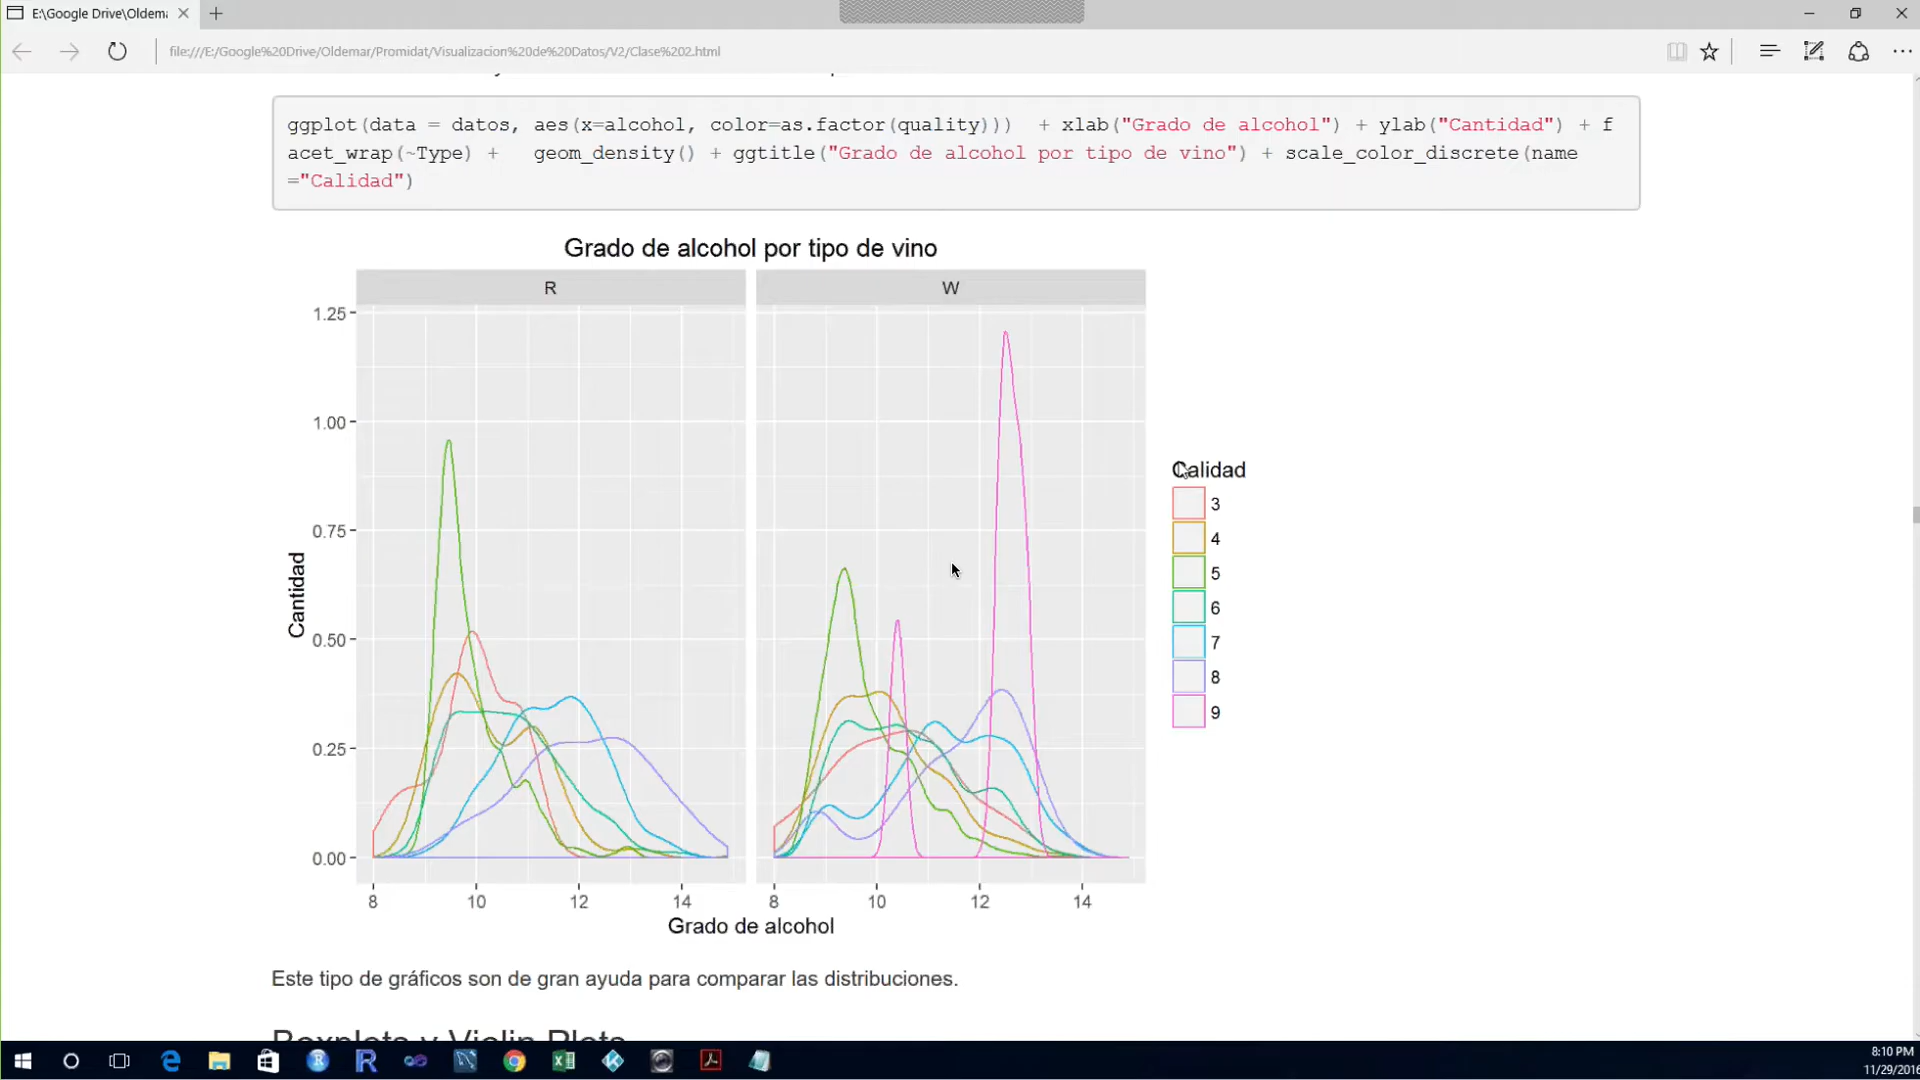 E:\Google Drive\Oldema
file:///E:/Google%20Drive/Oldemar/Promidat/Visualizacion%20de%20Datos/V2/Clase%202.html
ggplot(data = datos, aes(x=alcohol, color=as.factor(quality)))  + xlab("Grado de alcohol") + ylab("Cantidad") + f
acet_wrap(~Type) +   geom_density() + ggtitle("Grado de alcohol por tipo de vino") + scale_color_discrete(name
="Calidad")
Grado de alcohol por tipo de vino
R
W
1.25
1.00
0.75
0.50
0.25
0.00
Cantidad
8 10 12 14
8 10 12 14
Grado de alcohol
Calidad
3
4
5
6
7
8
9
Este tipo de gráficos son de gran ayuda para comparar las distribuciones.
Boxplots y Violin Plots
8:10 PM
11/29/2016